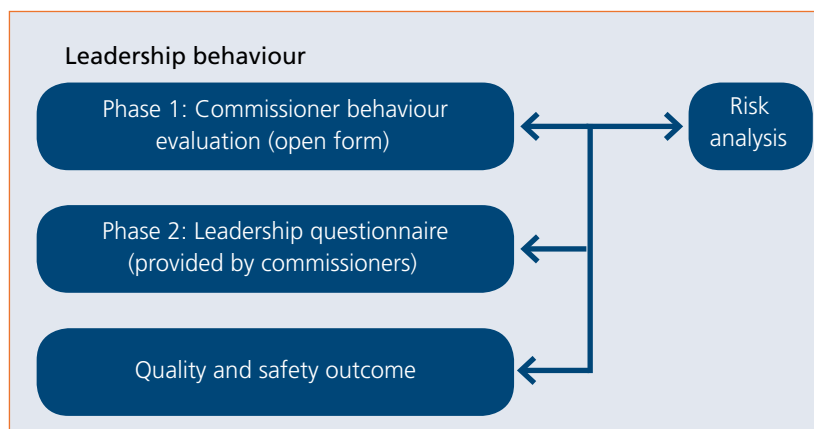 Leadership behaviour
Phase 1: Commissioner behaviour
evaluation (open form)
Risk
analysis
Phase 2: Leadership questionnaire
(provided by commissioners)
Quality and safety outcome